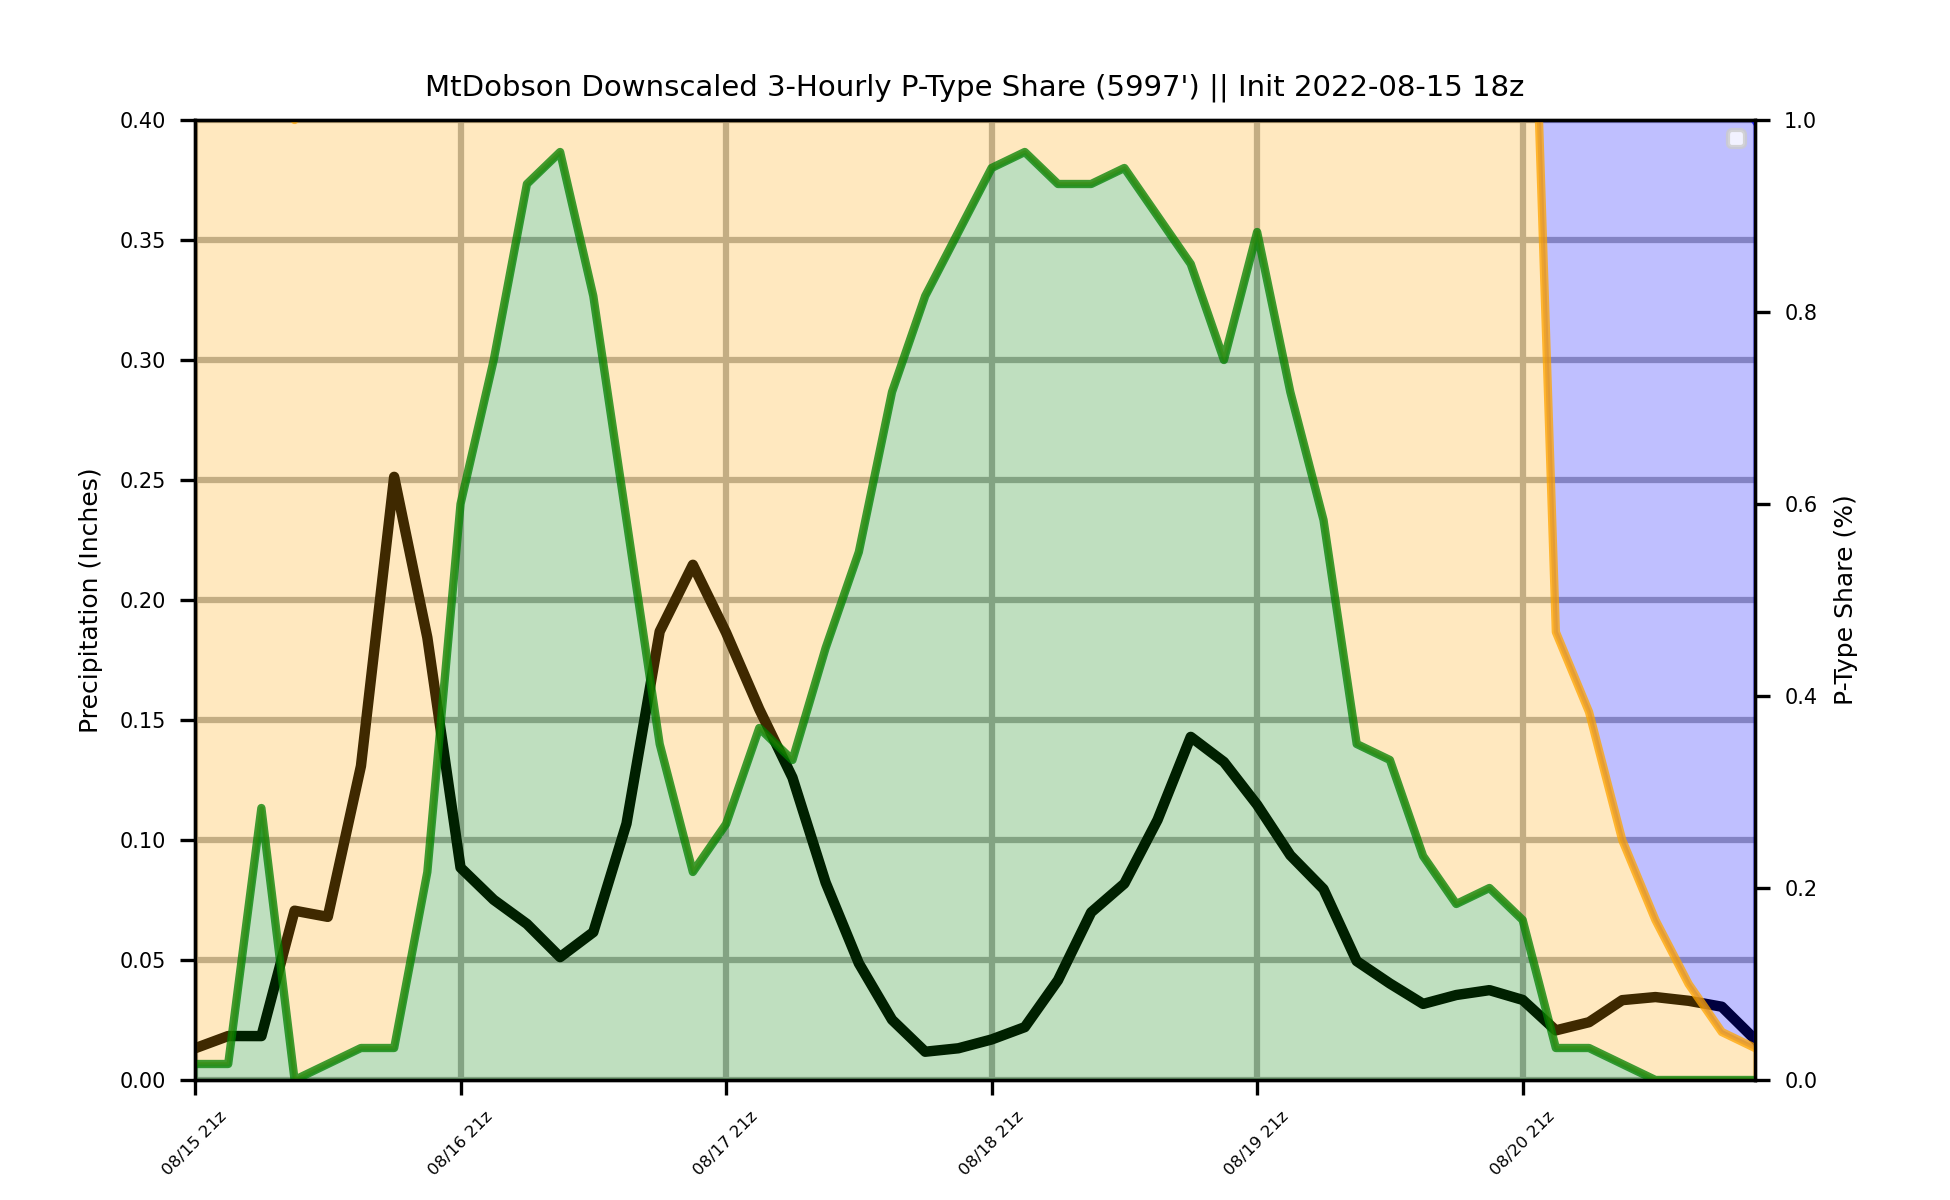 MtDobson Downscaled 3-Hourly P-Type Share (5997') || Init 2022-08-15 18z
Precipitation (Inches)
0.40
0.35
0.30
0.25
0.20
0.15
0.10
0.05
0.00
1.0
0.8
0.6
0.4
0.2
0.0
P-Type Share (%)
08/15 21z
08/16 21z
08/17 21z
08/18 21z
08/19 21z
08/20 21z